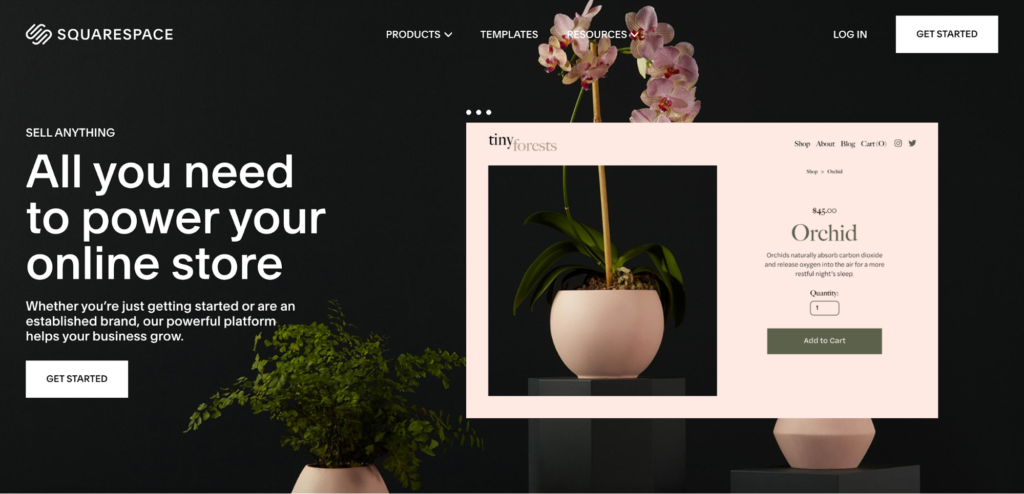 SQUARESPACE
PRODUCTS
TEMPLATES
RESOURCES
LOG IN
GET STARTED
SELL ANYTHING
All you need
to power your
online store
Whether you’re just getting started or are an
established brand, our powerful platform
helps your business grow.
GET STARTED
tinyforests
Shop About Blog Cart (0)
Shop > Orchid
$45.00
Orchid
Orchids naturally absorb carbon dioxide
and release oxygen into the air for a more
restful night's sleep.
Quantity:
1
Add to Cart